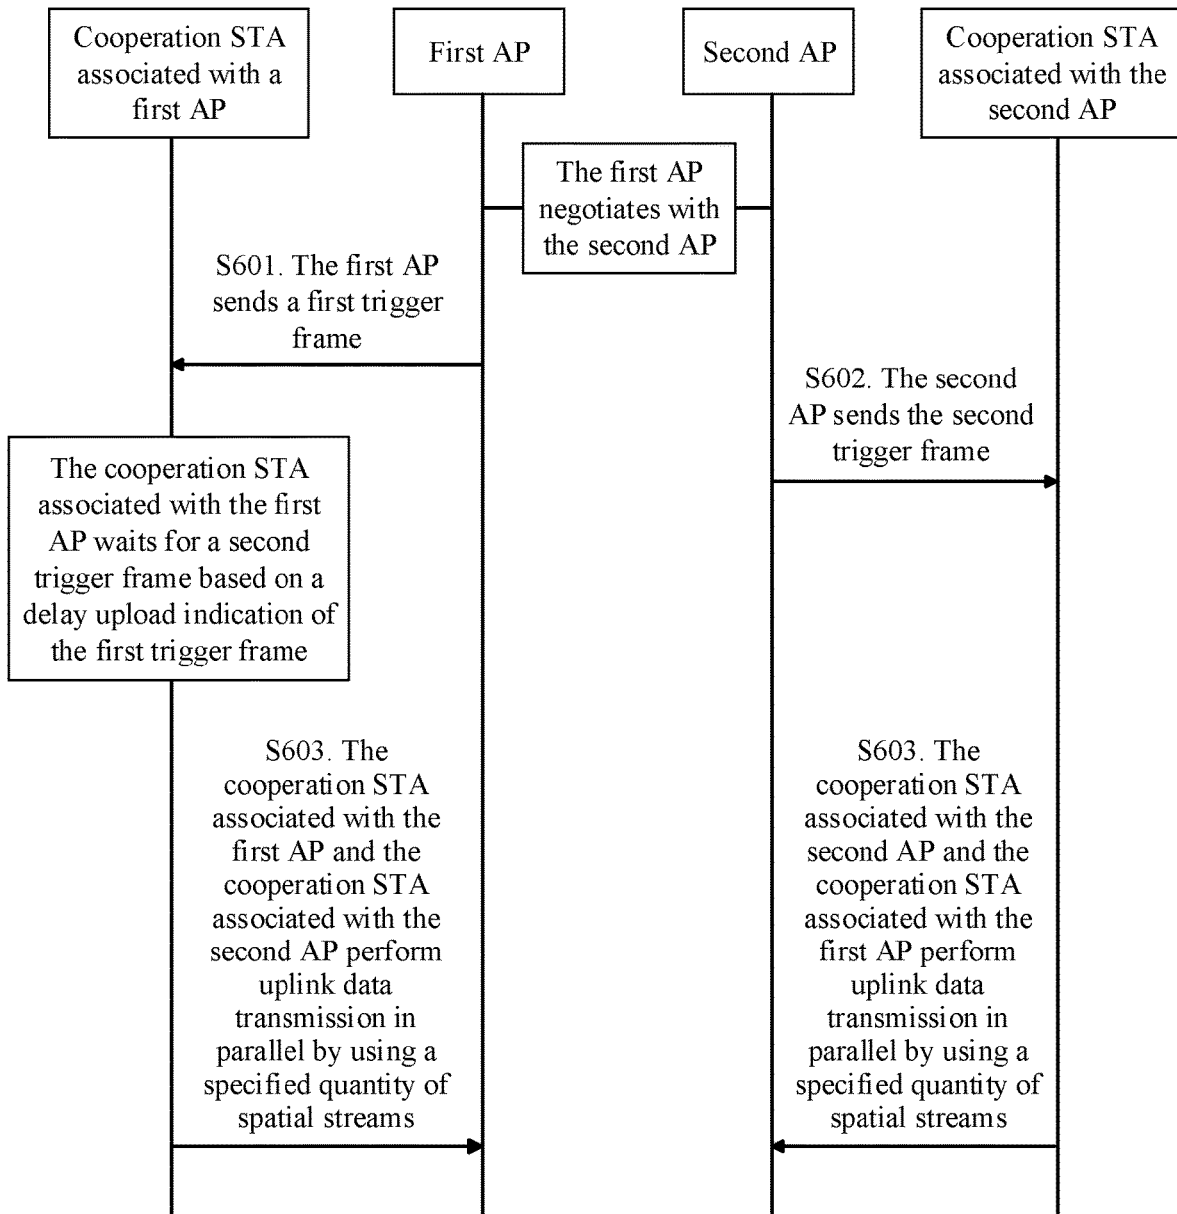 Cooperation STA
associated with a
first AP
First AP
Second AP
Cooperation STA
associated with the
second AP
The first AP
negotiates with
the second AP
S601. The first AP
sends a first trigger
frame
S602. The second
AP sends the second
trigger frame
The cooperation STA
associated with the first
AP waits for a second
trigger frame based on a
delay upload indication of
the first trigger frame
S603. The
cooperation STA
associated with the
first AP and the
cooperation STA
associated with the
second AP perform
uplink data
transmission in
parallel by using a
specified quantity of
spatial streams
S603. The
cooperation STA
associated with the
second AP and the
cooperation STA
associated with the
first AP perform
uplink data
transmission in
parallel by using a
specified quantity of
spatial streams